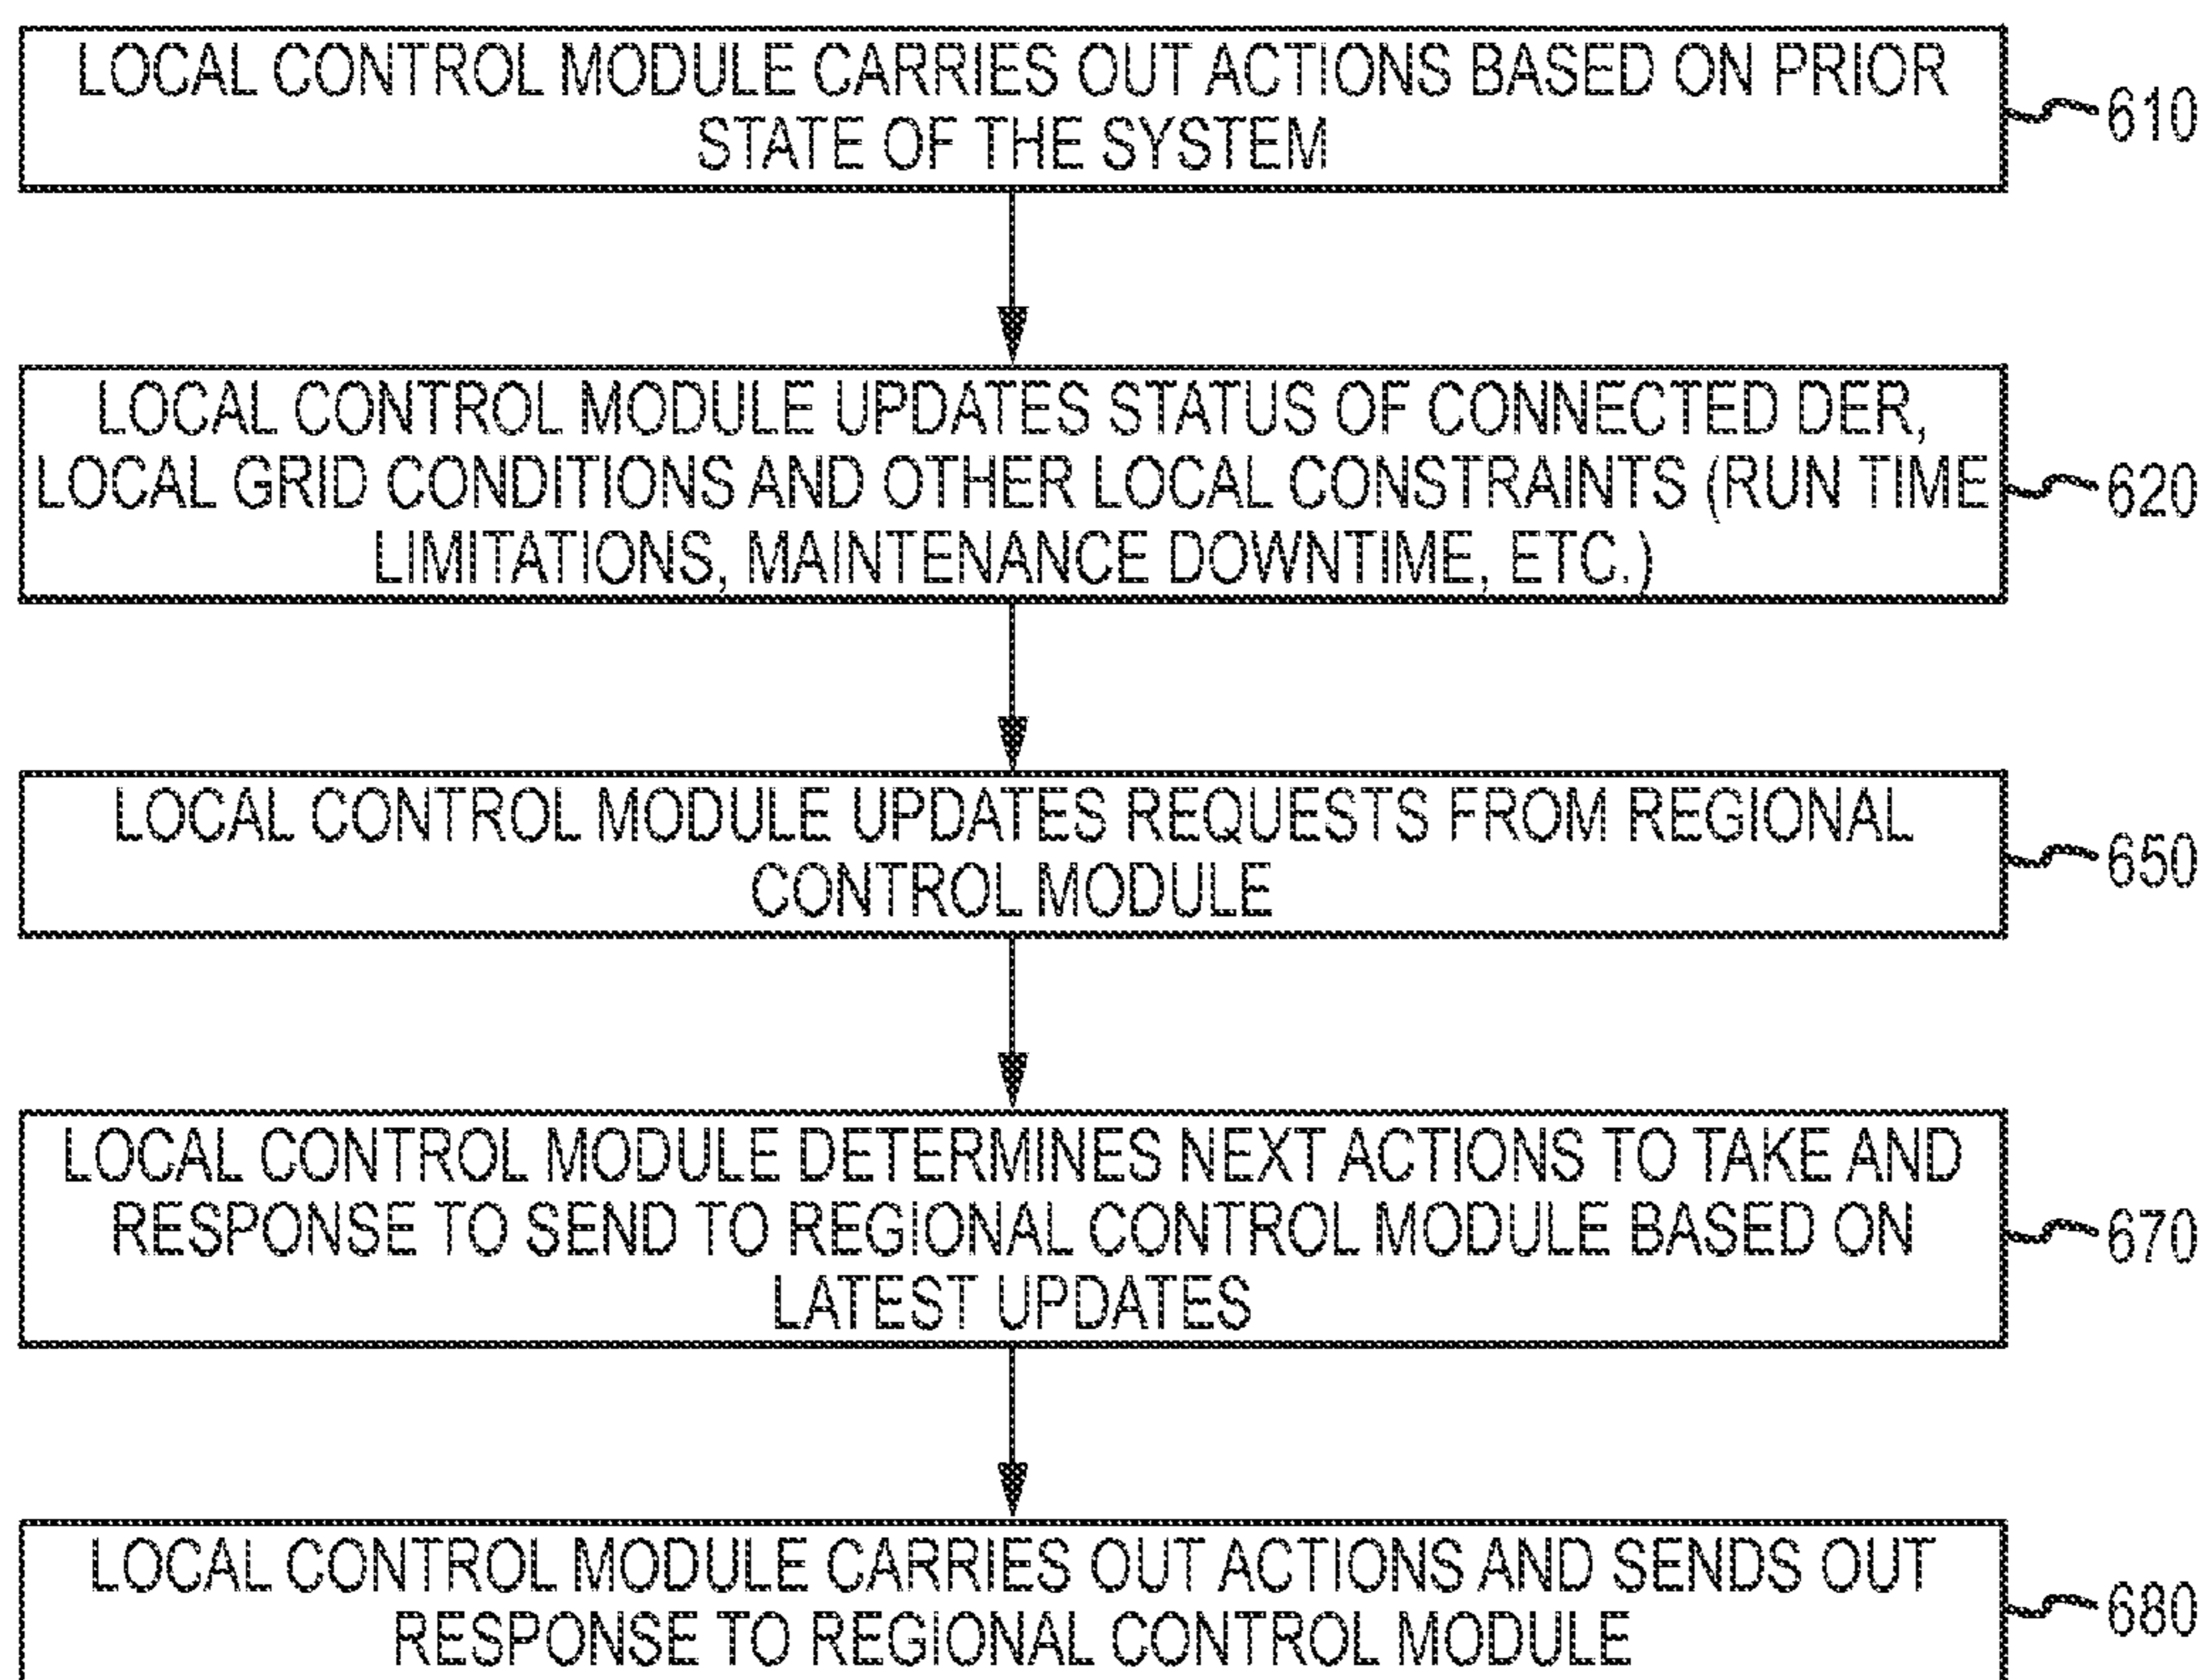 LOCAL CONTROL MODULE CARRIES OUT ACTIONS BASED ON PRIOR
STATE OF THE SYSTEM
610
LOCAL CONTROL MODULE UPDATES STATUS OF CONNECTED DER,
LOCAL GRID CONDITIONS AND OTHER LOCAL CONSTRAINTS (RUN TIME
LIMITATIONS, MAINTENANCE DOWNTIME, ETC.)
620
LOCAL CONTROL MODULE UPDATES REQUESTS FROM REGIONAL
CONTROL MODULE
650
LOCAL CONTROL MODULE DETERMINES NEXT ACTIONS TO TAKE AND
RESPONSE TO SEND TO REGIONAL CONTROL MODULE BASED ON
LATEST UPDATES
670
LOCAL CONTROL MODULE CARRIES OUT ACTIONS AND SENDS OUT
RESPONSE TO REGIONAL CONTROL MODULE
680